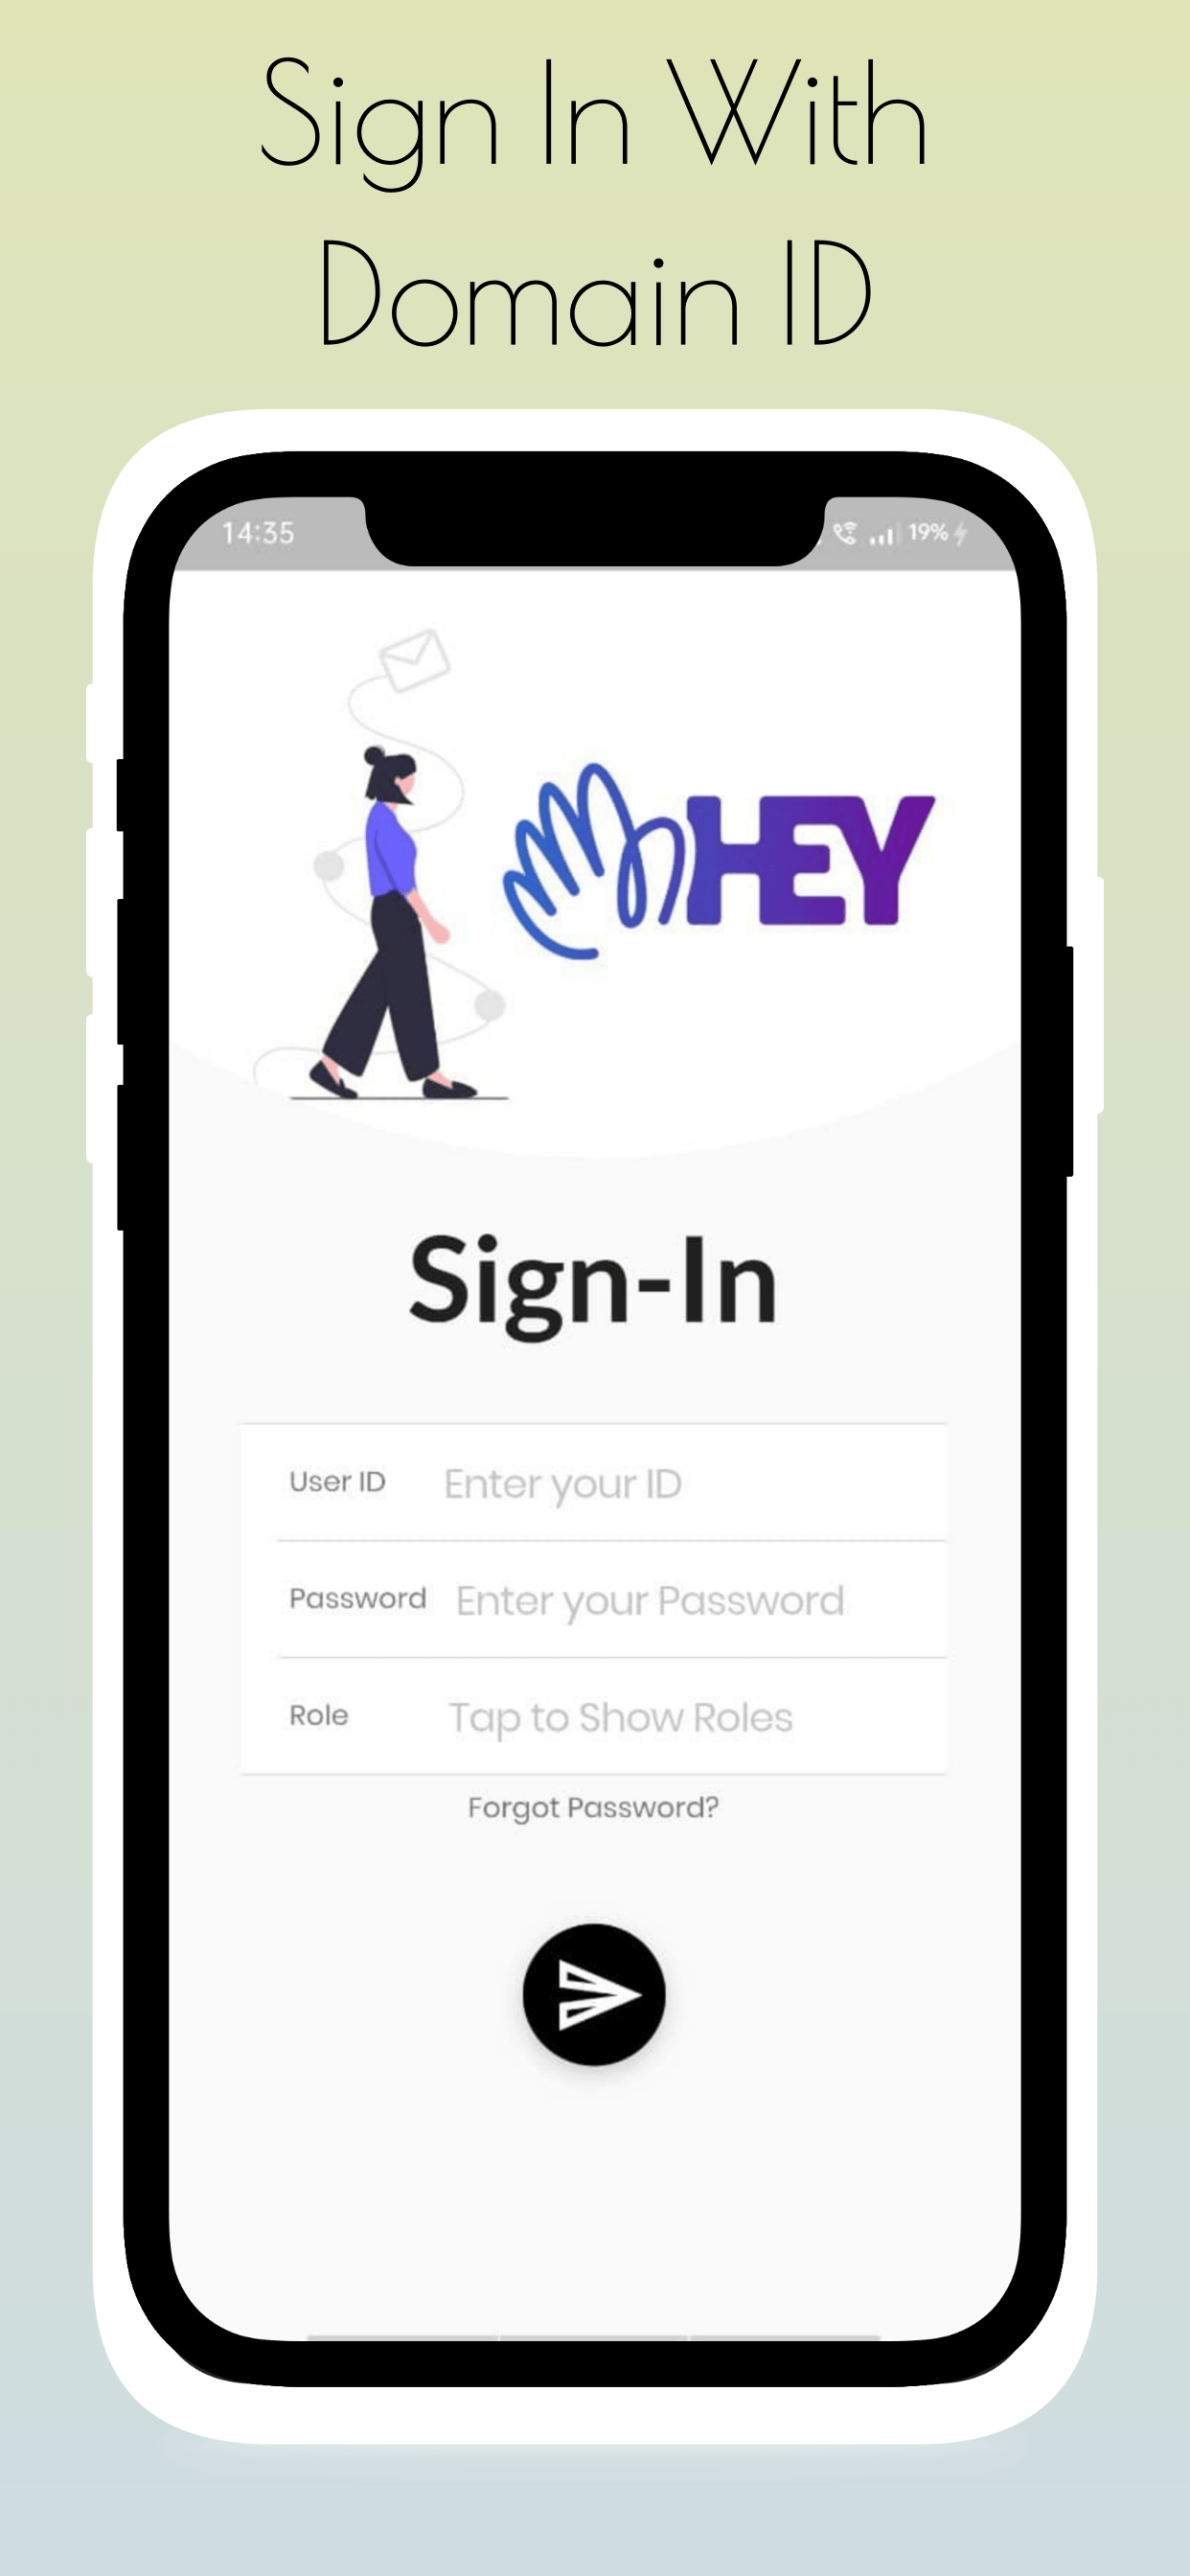 Sign In With
Domain ID
14:35
19%
HEY
Sign-In
User ID Enter your ID
Password Enter your Password
Role Tap to Show Roles
Forgot Password?